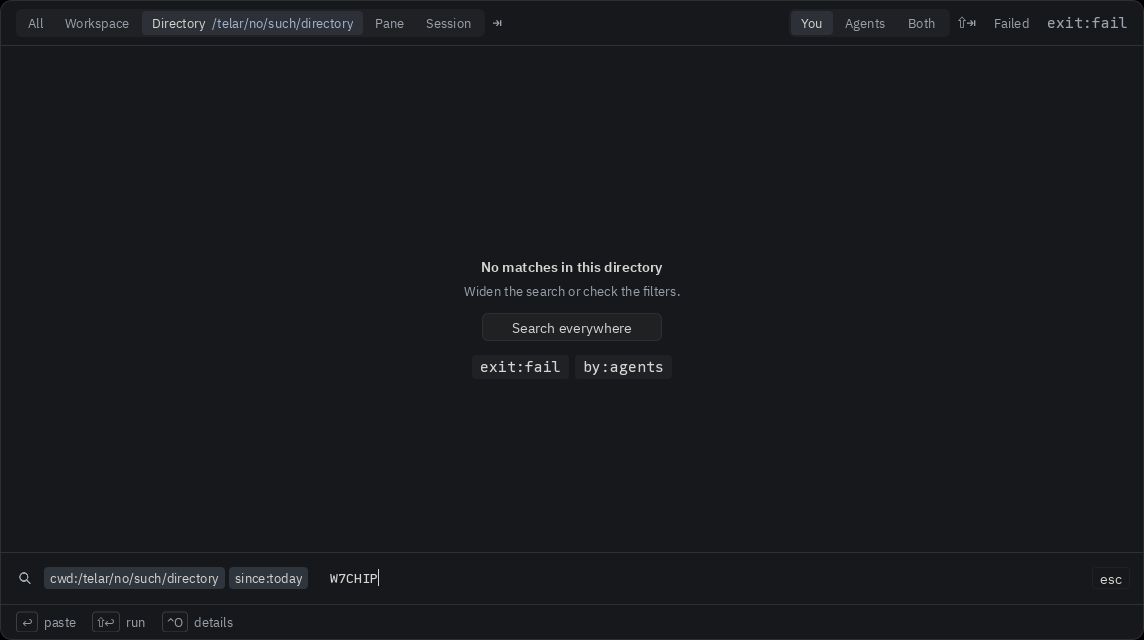 All Workspace Directory /telar/no/such/directory Pane Session ⇥ You Agents Both ⇧⇥ Failed exit:fail
No matches in this directory
Widen the search or check the filters.
Search everywhere
exit:fail by:agents
cwd:/telar/no/such/directory since:today W7CHIP esc
↩ paste ⇧↩ run ^O details